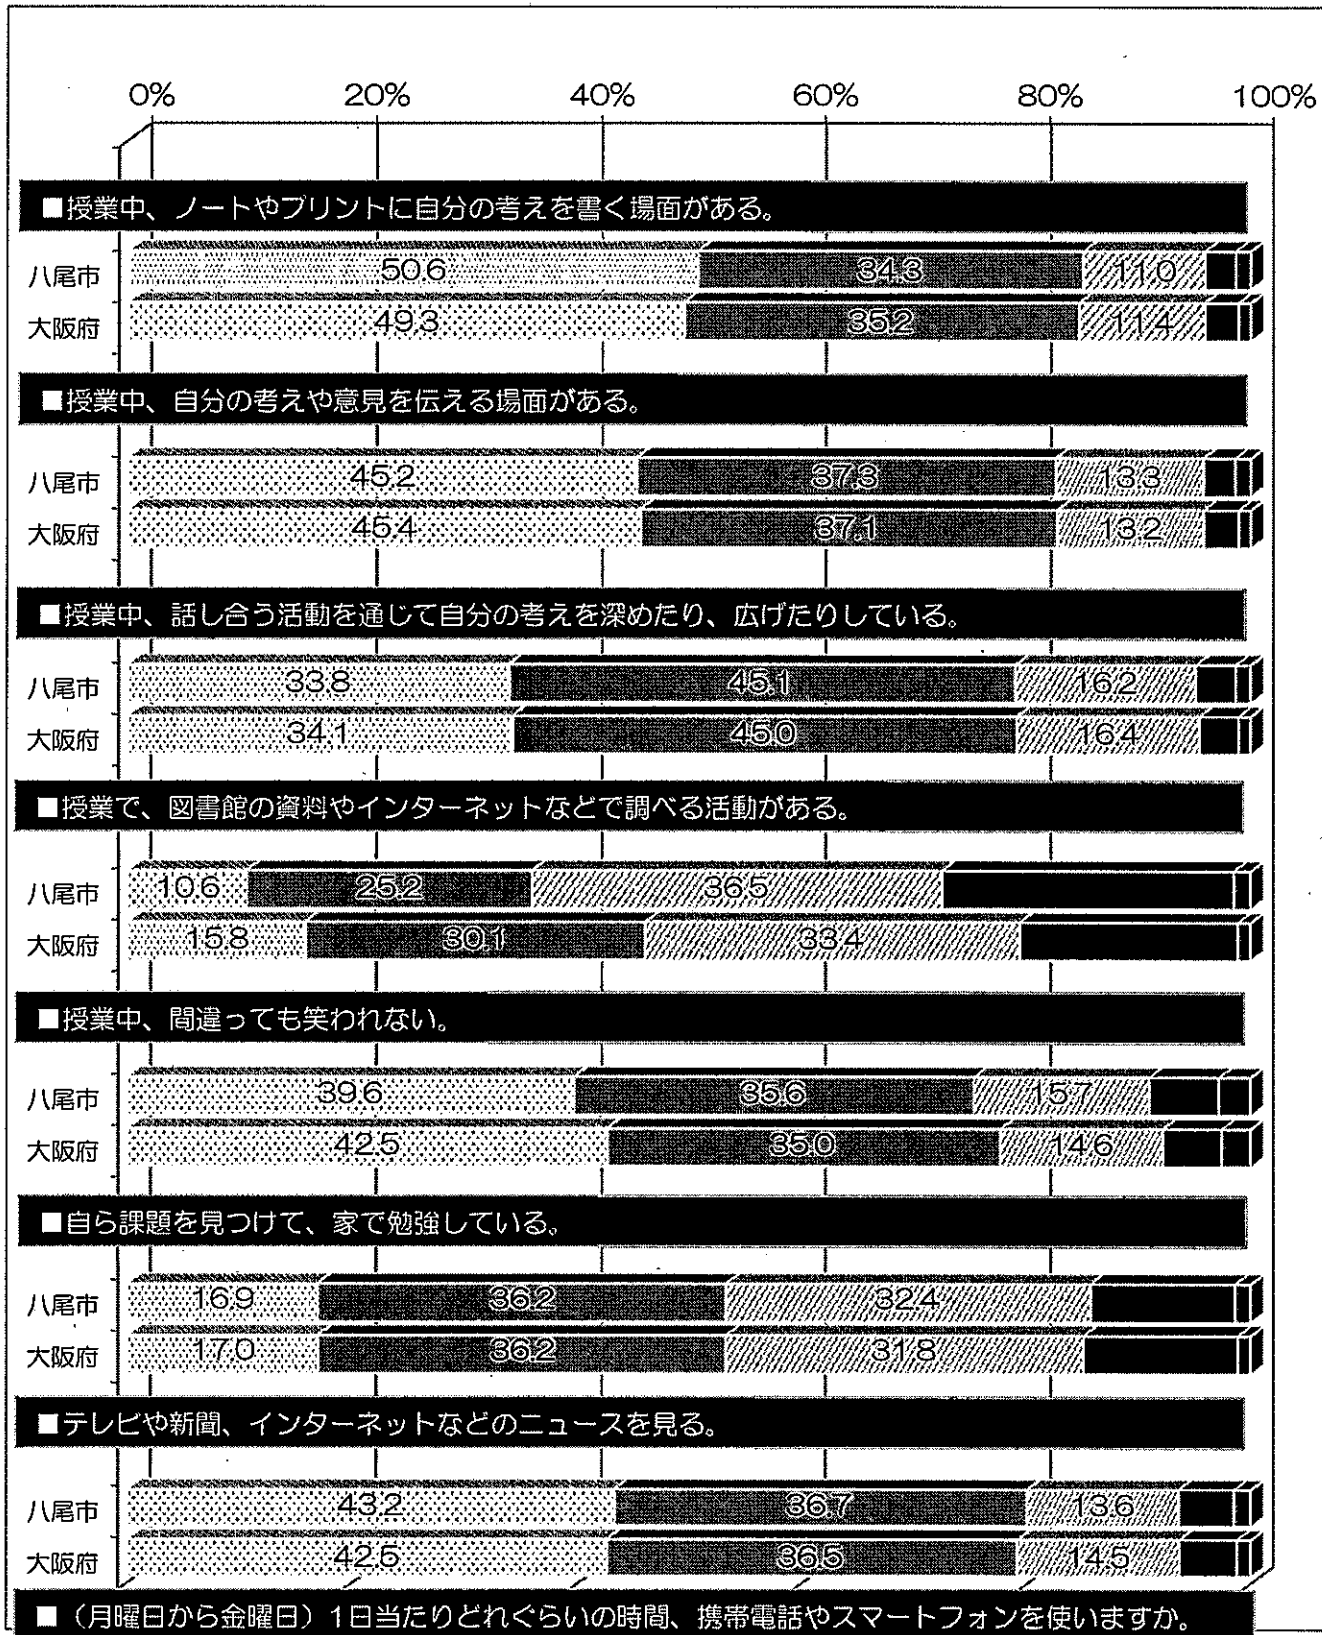 0% 20% 40% 60% 80% 100%
■授業中、ノートやプリントに自分の考えを書く場面がある。
八尾市 50.6 34.3 11.0
大阪府 49.3 35.2 11.4
■授業中、自分の考えや意見を伝える場面がある。
八尾市 45.2 37.3 13.3
大阪府 45.4 37.1 13.2
■授業中、話し合う活動を通じて自分の考えを深めたり、広げたりしている。
八尾市 33.8 45.1 16.2
大阪府 34.1 45.0 16.4
■授業で、図書館の資料やインターネットなどで調べる活動がある。
八尾市 10.6 25.2 36.5
大阪府 15.8 30.1 33.4
■授業中、間違っても笑われない。
八尾市 39.6 35.6 15.7
大阪府 42.5 35.0 14.6
■自ら課題を見つけて、家で勉強している。
八尾市 16.9 36.2 32.4
大阪府 17.0 36.2 31.8
■テレビや新聞、インターネットなどのニュースを見る。
八尾市 43.2 36.7 13.6
大阪府 42.5 36.5 14.5
■（月曜日から金曜日）1日当たりどれぐらいの時間、携帯電話やスマートフォンを使いますか。